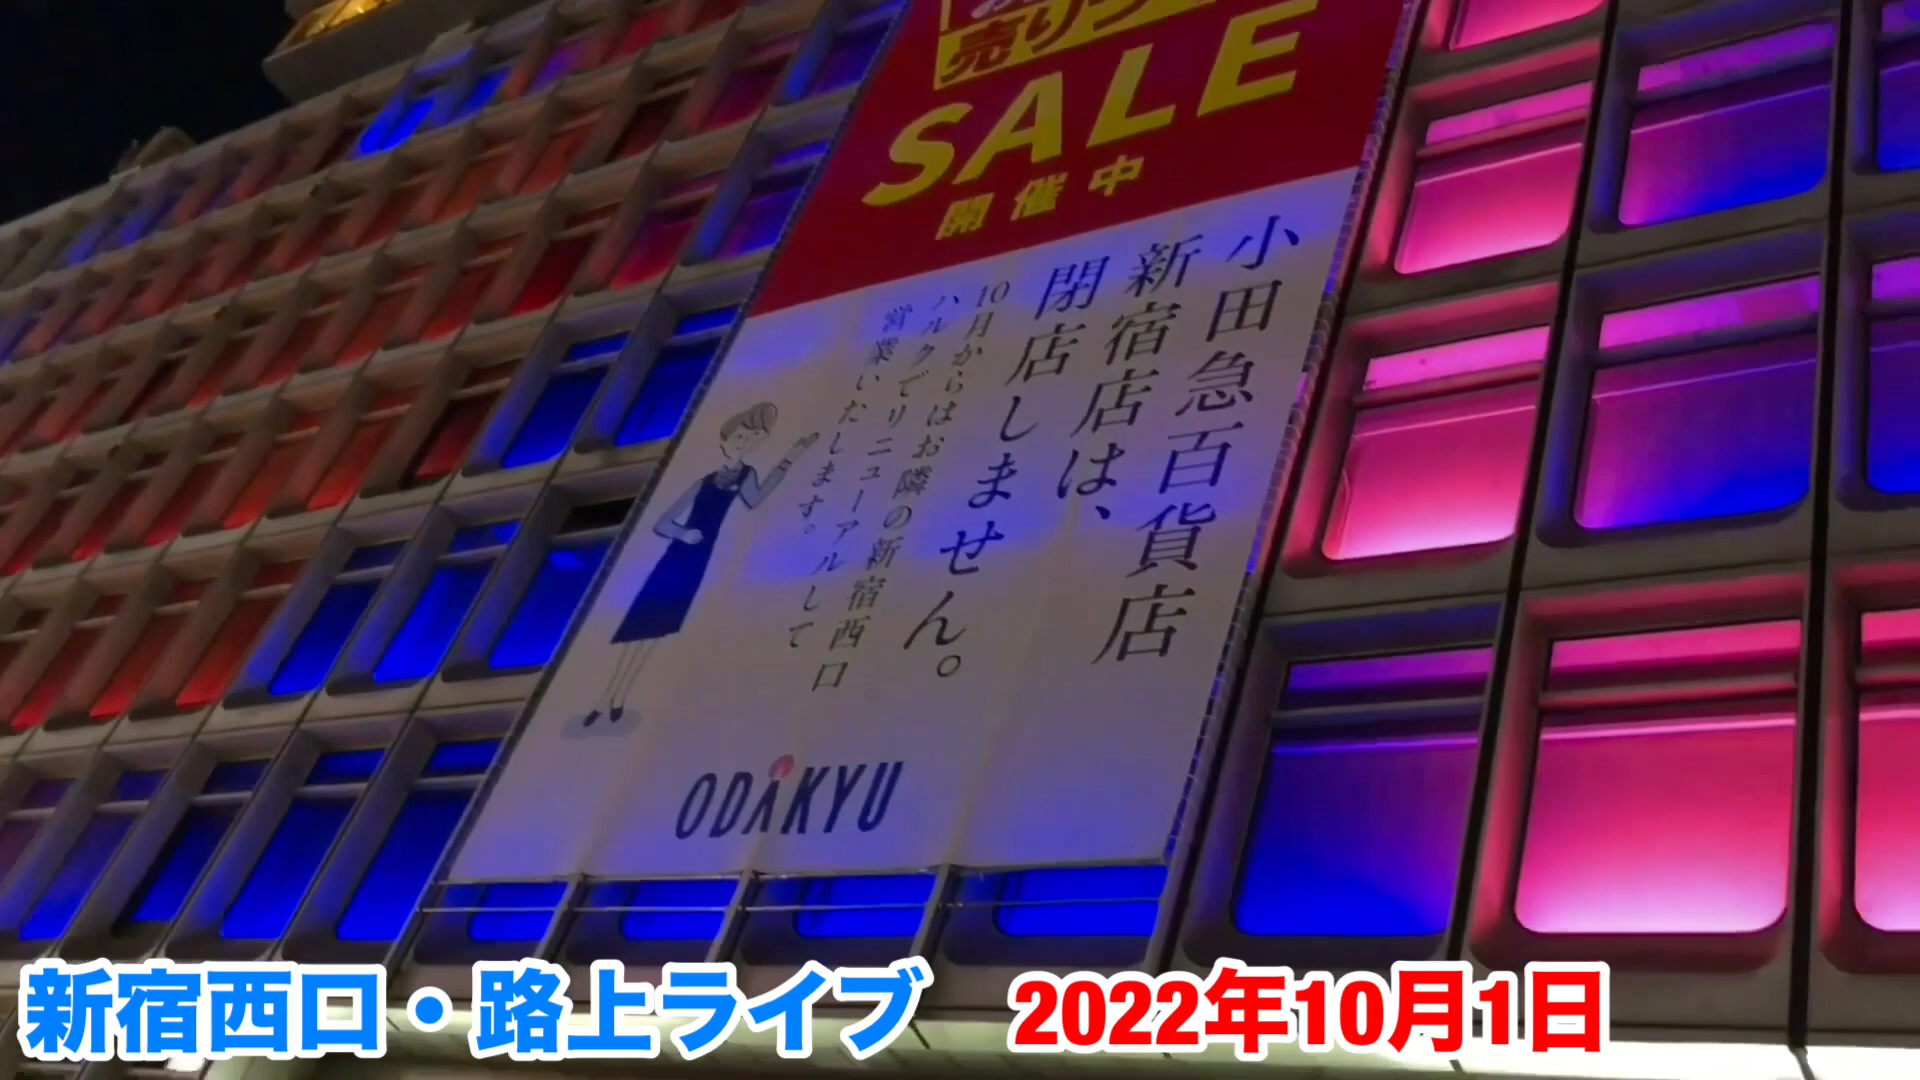 売りつ
SALE
開催中
小田急百貨店
新宿店は、
閉店しません。
10月からはお隣の新宿西口
ハルクでリニューアルして
営業いたします。
ODAKYU
新宿西口・路上ライブ 2022年10月1日